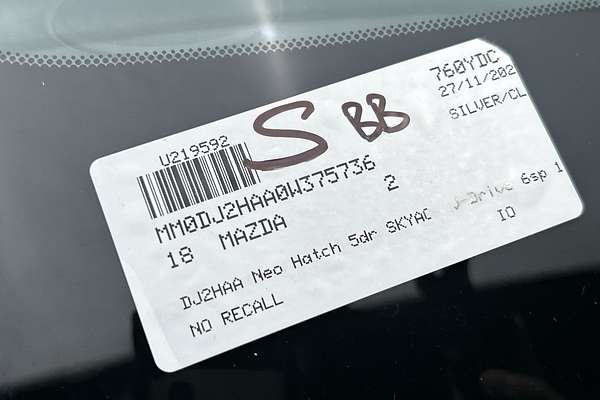 U219592
S BB
760YDC
27/11/202
SILVER/CL
MM0DJ2HAA0W375736
18 MAZDA 2
DJ2HAA Neo Hatch 5dr SKYAC -Drive 6sp 1
IO
NO RECALL